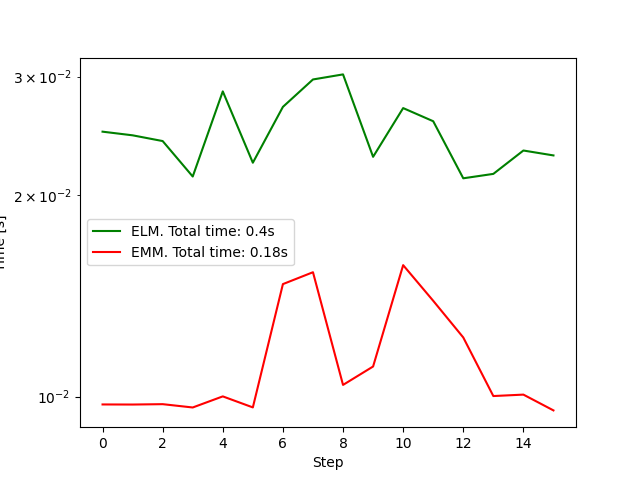 3 × 10⁻²
2 × 10⁻²
10⁻²
Time [s]
ELM. Total time: 0.4s
EMM. Total time: 0.18s
0 2 4 6 8 10 12 14
Step